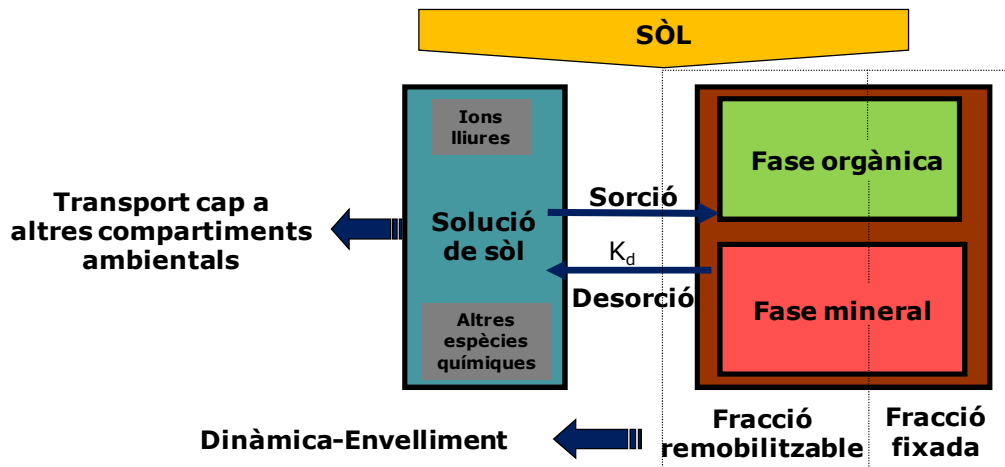 SÒL
Ions
lliures
Solució
de sòl
Altres
espècies
químiques
Transport cap a
altres compartiments
ambientals
Sorció
K_d
Desorció
Fase orgànica
Fase mineral
Dinàmica-Envelliment
Fracció
remobilitzable
Fracció
fixada